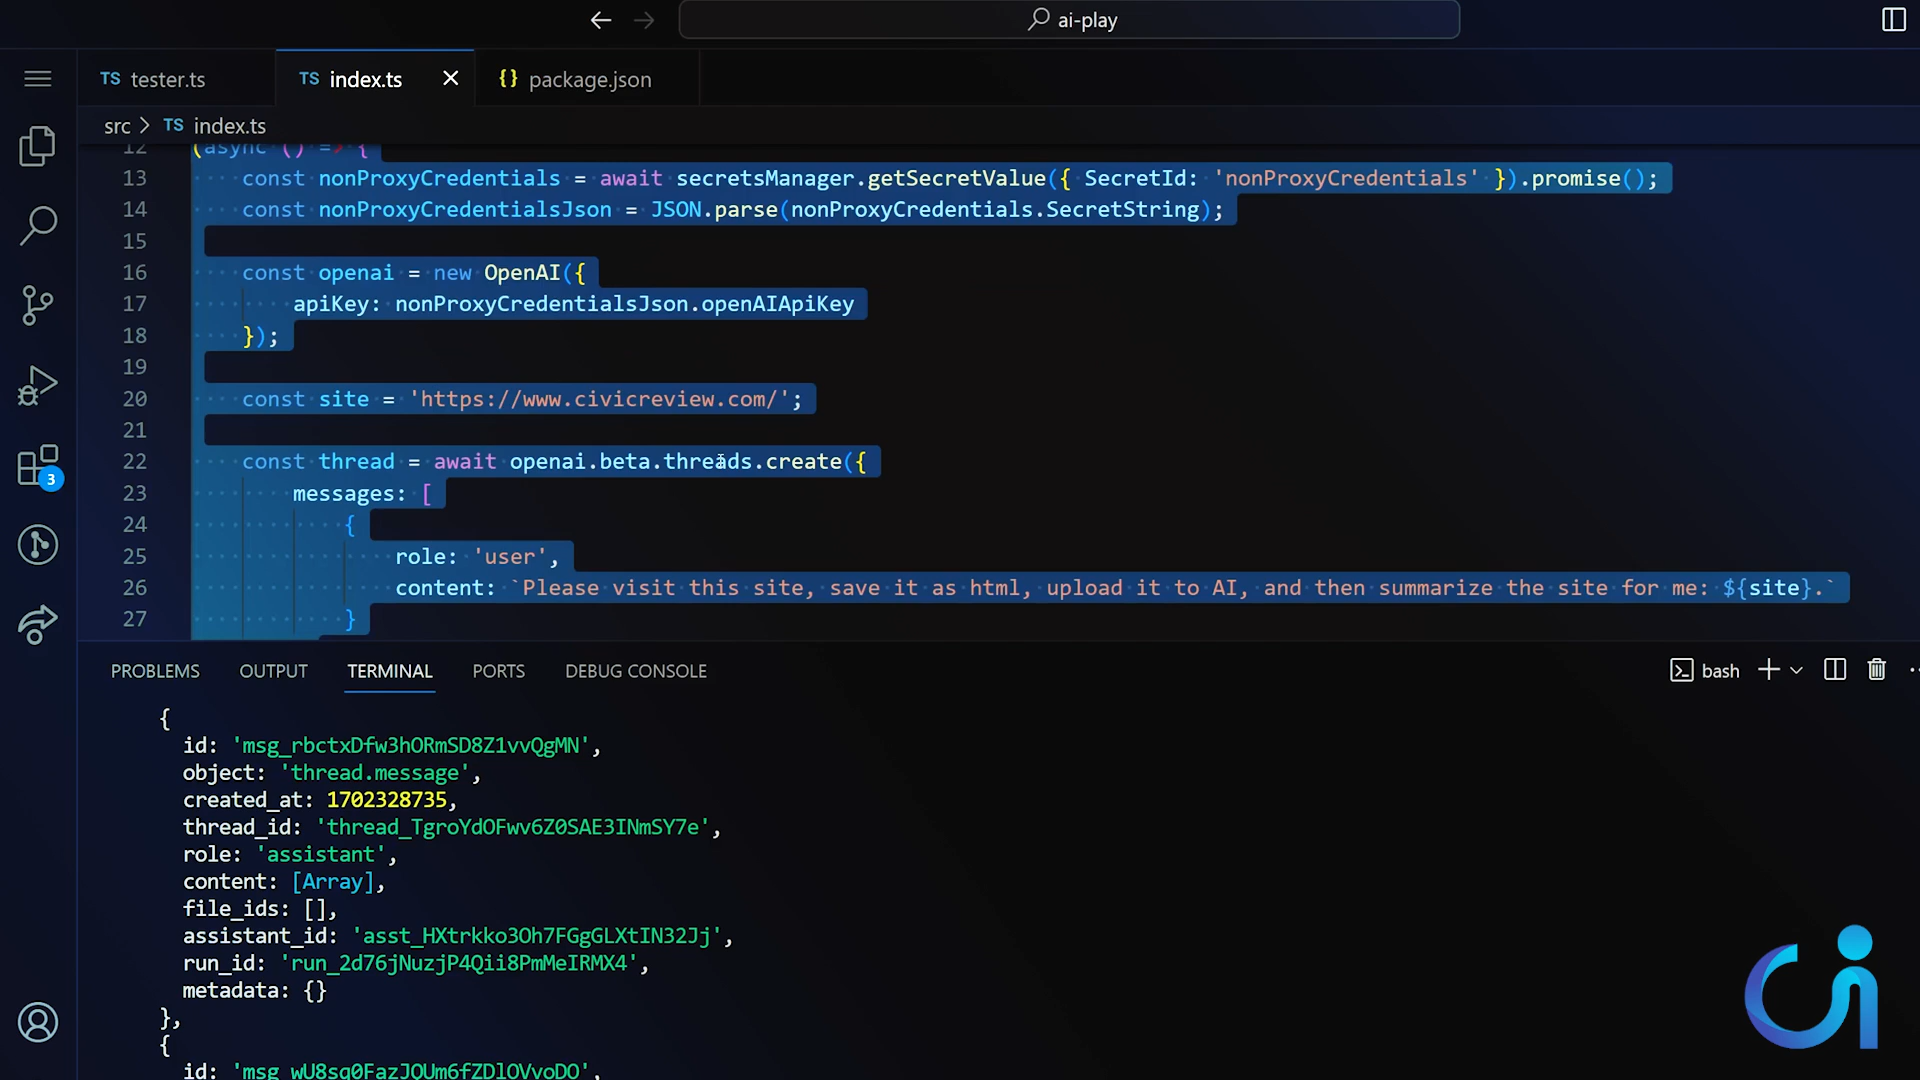 ai-play
TS tester.ts
TS index.ts
{} package.json
src > TS index.ts
12 (async () => {
13 const nonProxyCredentials = await secretsManager.getSecretValue({ SecretId: 'nonProxyCredentials' }).promise();
14 const nonProxyCredentialsJson = JSON.parse(nonProxyCredentials.SecretString);
15
16 const openai = new OpenAI({
17 apiKey: nonProxyCredentialsJson.openAIApiKey
18 });
19
20 const site = 'https://www.civicreview.com/';
21
22 const thread = await openai.beta.threads.create({
23 messages: [
24 {
25 role: 'user',
26 content: `Please visit this site, save it as html, upload it to AI, and then summarize the site for me: ${site}.`
27 }
3
PROBLEMS OUTPUT TERMINAL PORTS DEBUG CONSOLE
bash
{
id: 'msg_rbctxDfw3hORmSD8Z1vvQgMN',
object: 'thread.message',
created_at: 1702328735,
thread_id: 'thread_TgroYdOFwv6Z0SAE3INmSY7e',
role: 'assistant',
content: [Array],
file_ids: [],
assistant_id: 'asst_HXtrkko3Oh7FGgGLXtIN32Jj',
run_id: 'run_2d76jNuzjP4Qii8PmMeIRMX4',
metadata: {}
},
{
id: 'msg_wU8sq0FazJQUm6fZDlOVvoDO',